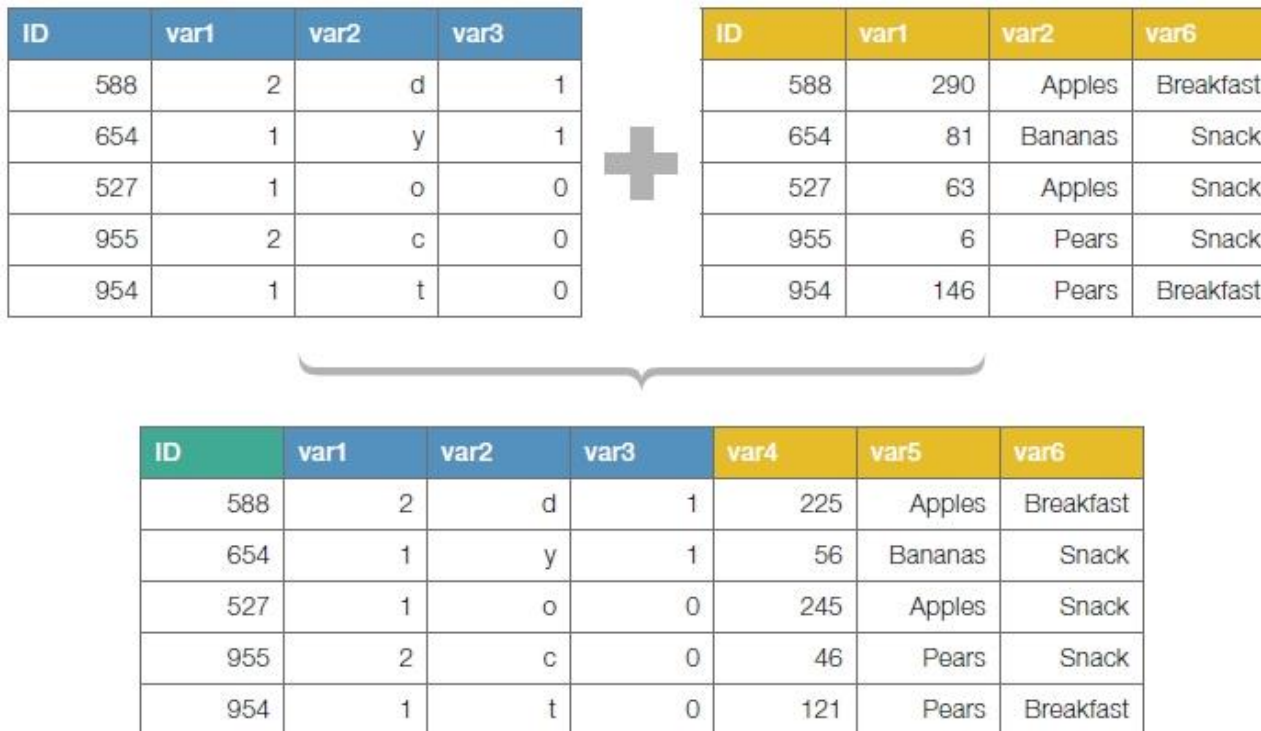 ID var1 var2 var3
588 2 d 1
654 1 y 1
527 1 o 0
955 2 c 0
954 1 t 0
ID var1 var2 var6
588 290 Apples Breakfast
654 81 Bananas Snack
527 63 Apples Snack
955 6 Pears Snack
954 146 Pears Breakfast
ID var1 var2 var3 var4 var5 var6
588 2 d 1 225 Apples Breakfast
654 1 y 1 56 Bananas Snack
527 1 o 0 245 Apples Snack
955 2 c 0 46 Pears Snack
954 1 t 0 121 Pears Breakfast